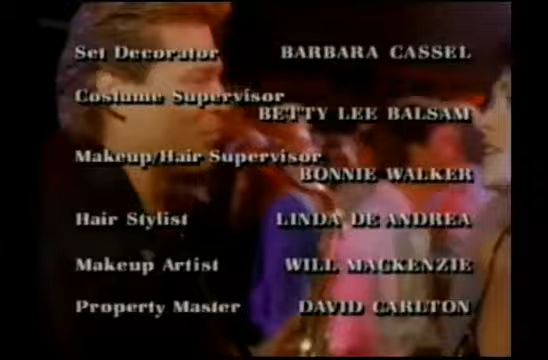 Set Decorator BARBARA CASSEL
Costume Supervisor
BETTY LEE BALSAM
Makeup/Hair Supervisor
BONNIE WALKER
Hair Stylist LINDA DE ANDREA
Makeup Artist WILL MACKENZIE
Property Master DAVID CARLTON